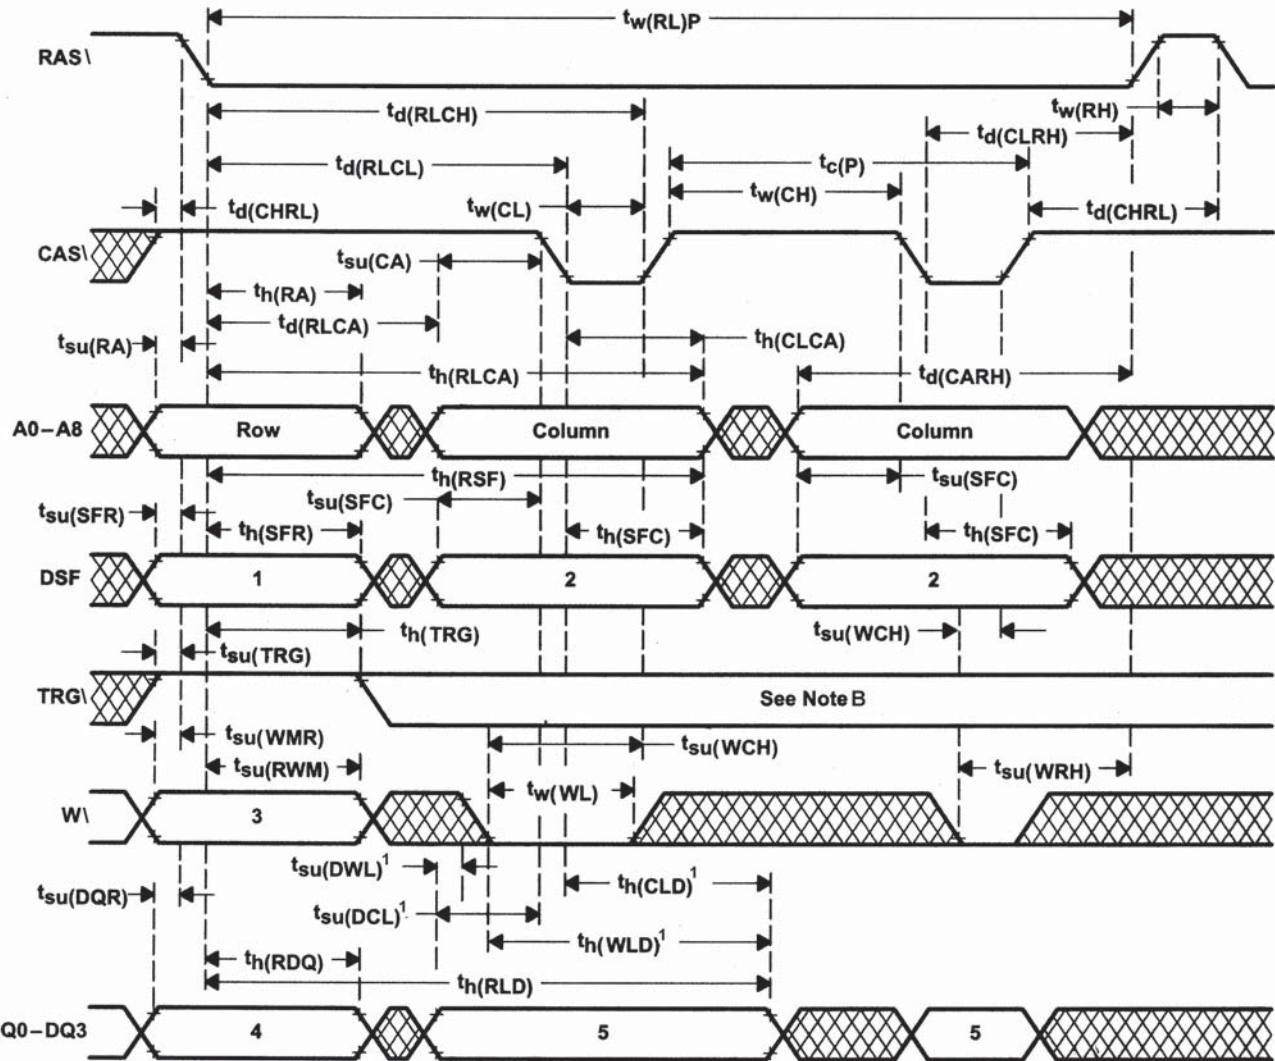 tw(RL)P
RAS\
td(RLCH)
tw(RH)
td(CLRH)
td(RLCL)
tc(P)
tw(CH)
td(CHRL)
tw(CL)
td(CHRL)
CAS\
tsu(CA)
th(RA)
td(RLCA)
tsu(RA)
th(CLCA)
th(RLCA)
td(CARH)
A0–A8
Row
Column
Column
th(RSF)
tsu(SFC)
tsu(SFC)
tsu(SFR)
th(SFR)
th(SFC)
th(SFC)
DSF
1
2
2
th(TRG)
tsu(WCH)
tsu(TRG)
TRG\
See Note B
tsu(WMR)
tsu(WCH)
tsu(RWM)
tsu(WRH)
tw(WL)
W\
3
tsu(DWL)1
th(CLD)1
tsu(DQR)
tsu(DCL)1
th(WLD)1
th(RDQ)
th(RLD)
Q0–DQ3
4
5
5